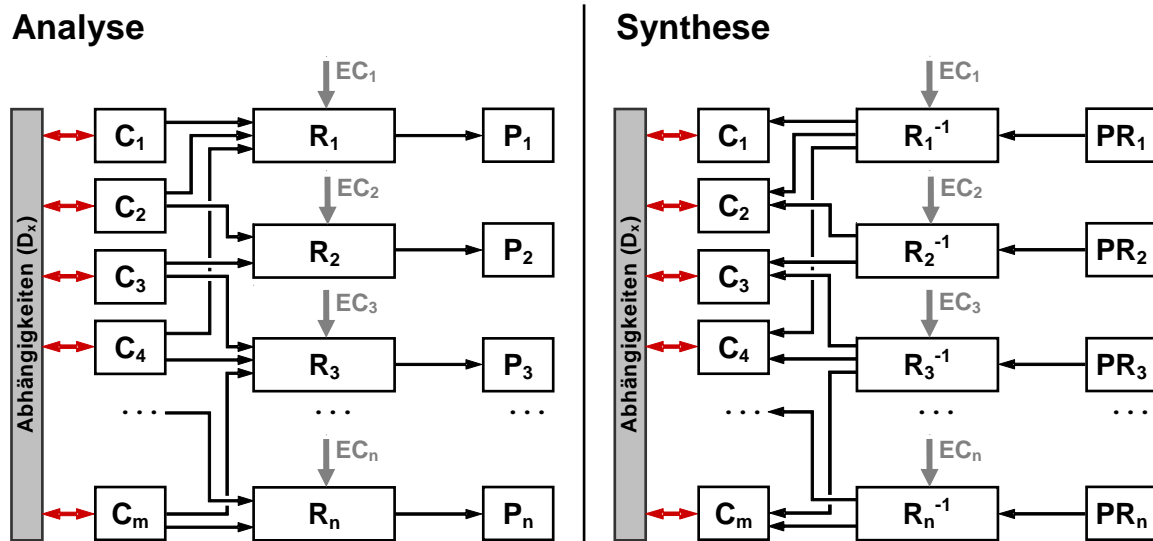 Analyse
EC₁
C₁
R₁
P₁
C₂
EC₂
R₂
P₂
C₃
EC₃
C₄
R₃
P₃
. . .
. . .
. . .
ECₙ
Cₘ
Rₙ
Pₙ
Abhängigkeiten (Dₓ)
Synthese
EC₁
C₁
R₁⁻¹
PR₁
C₂
EC₂
R₂⁻¹
PR₂
C₃
EC₃
C₄
R₃⁻¹
PR₃
. . .
. . .
. . .
ECₙ
Cₘ
Rₙ⁻¹
PRₙ
Abhängigkeiten (Dₓ)